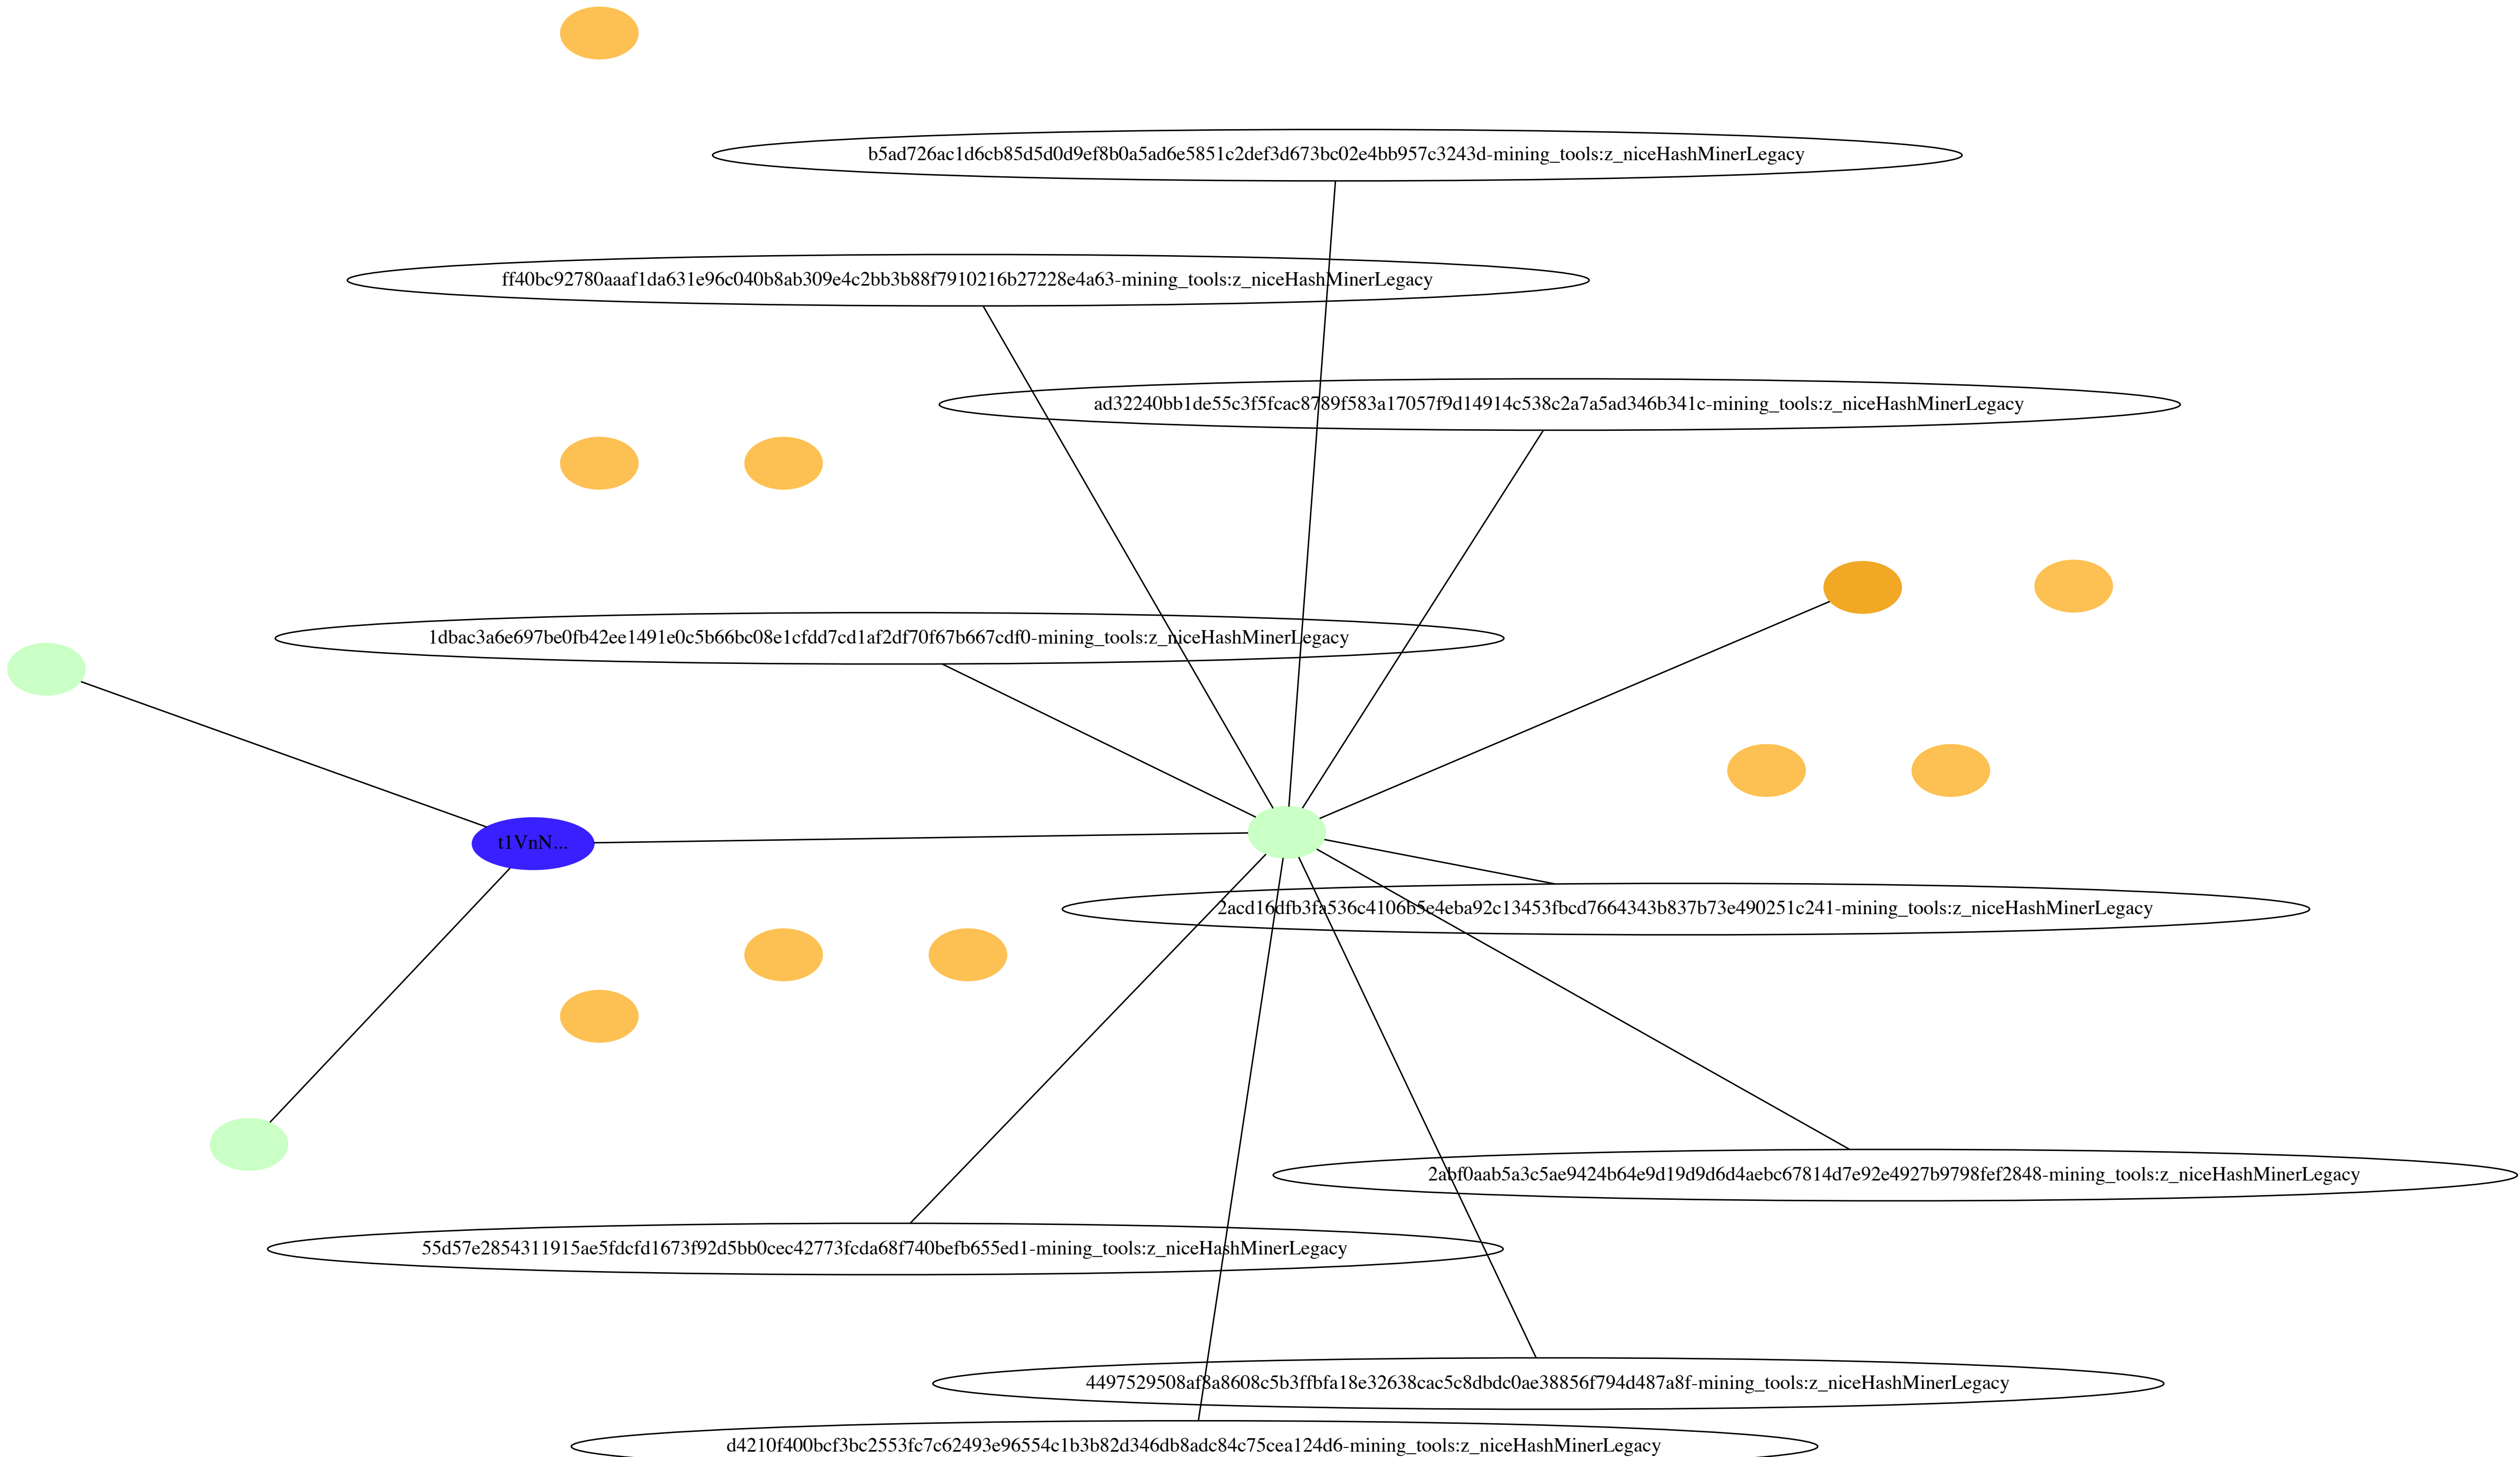 b5ad726ac1d6cb85d5d0d9ef8b0a5ad6e5851c2def3d673bc02e4bb957c3243d-mining_tools:z_niceHashMinerLegacy
ff40bc92780aaaf1da631e96c040b8ab309e4c2bb3b88f7910216b27228e4a63-mining_tools:z_niceHashMinerLegacy
ad32240bb1de55c3f5fcac8789f583a17057f9d14914c538c2a7a5ad346b341c-mining_tools:z_niceHashMinerLegacy
1dbac3a6e697be0fb42ee1491e0c5b66bc08e1cfdd7cd1af2df70f67b667cdf0-mining_tools:z_niceHashMinerLegacy
t1VnN...
2acd16dfb3fa536c4106b5e4eba92c13453fbcd7664343b837b73e490251c241-mining_tools:z_niceHashMinerLegacy
2abf0aab5a3c5ae9424b64e9d19d9d6d4aebc67814d7e92e4927b9798fef2848-mining_tools:z_niceHashMinerLegacy
55d57e2854311915ae5fdcfd1673f92d5bb0cec42773fcda68f740befb655ed1-mining_tools:z_niceHashMinerLegacy
4497529508af8a8608c5b3ffbfa18e32638cac5c8dbdc0ae38856f794d487a8f-mining_tools:z_niceHashMinerLegacy
d4210f400bcf3bc2553fc7c62493e96554c1b3b82d346db8adc84c75cea124d6-mining_tools:z_niceHashMinerLegacy